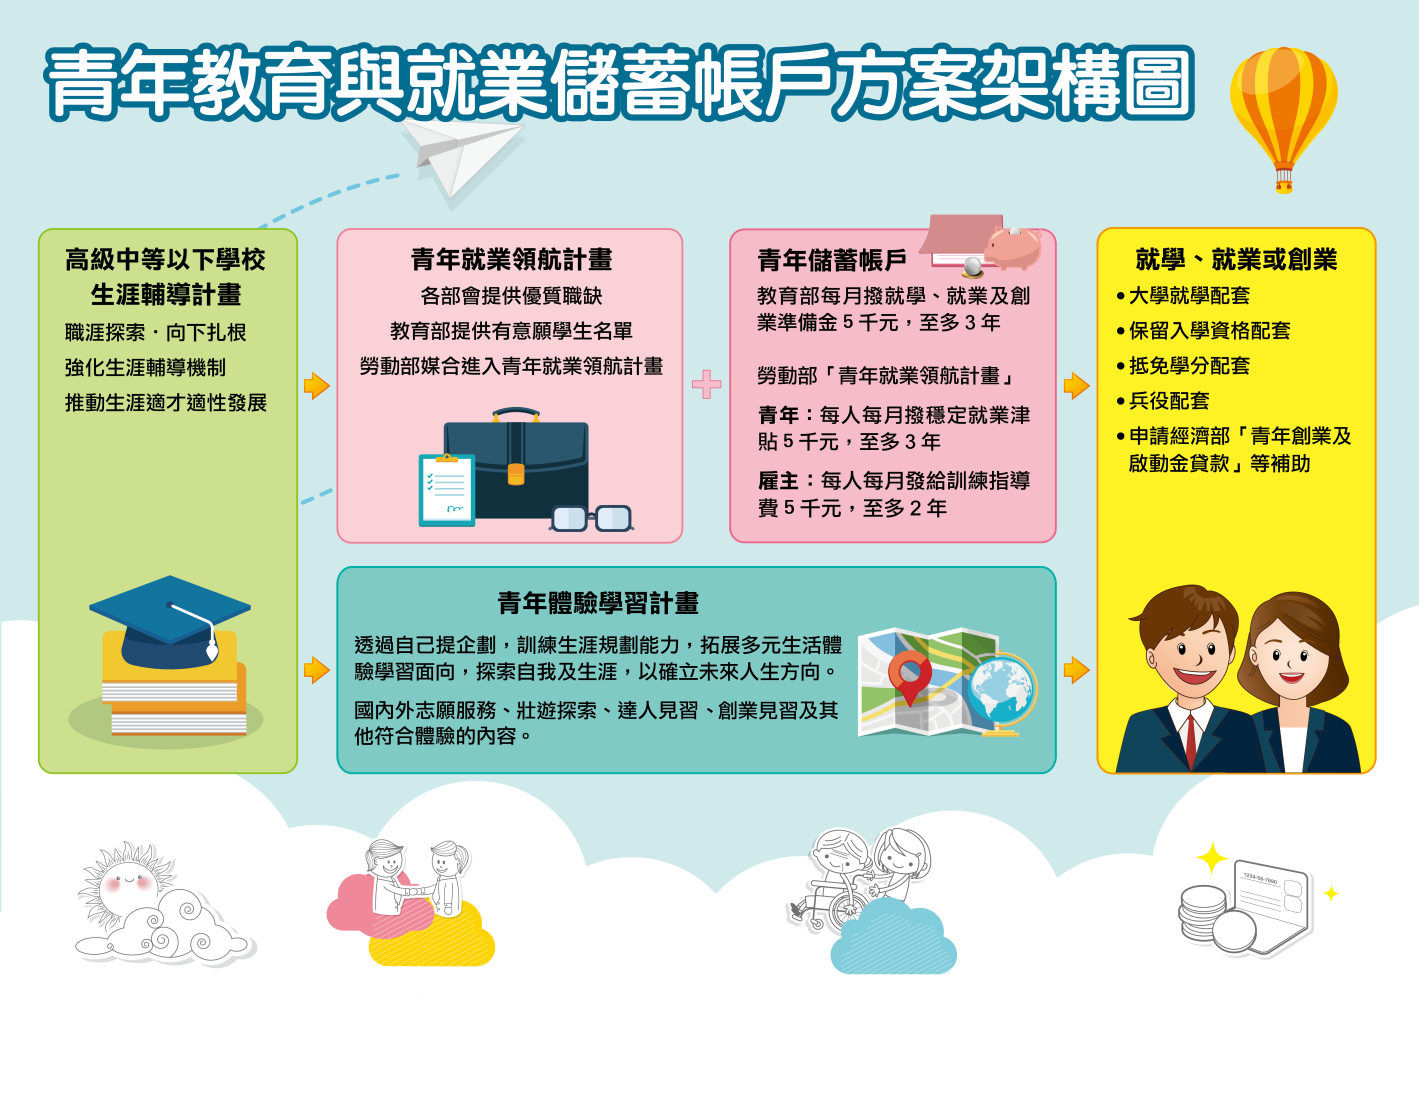 青年教育與就業儲蓄帳戶方案架構圖
高級中等以下學校
生涯輔導計畫
職涯探索‧向下扎根
強化生涯輔導機制
推動生涯適才適性發展
青年就業領航計畫
各部會提供優質職缺
教育部提供有意願學生名單
勞動部媒合進入青年就業領航計畫
青年儲蓄帳戶
教育部每月撥就學、就業及創
業準備金 5 千元，至多 3 年
勞動部「青年就業領航計畫」
青年：每人每月撥穩定就業津
貼 5 千元，至多 3 年
雇主：每人每月發給訓練指導
費 5 千元，至多 2 年
就學、就業或創業
•大學就學配套
•保留入學資格配套
•抵免學分配套
•兵役配套
•申請經濟部「青年創業及
啟動金貸款」等補助
青年體驗學習計畫
透過自己提企劃，訓練生涯規劃能力，拓展多元生活體
驗學習面向，探索自我及生涯，以確立未來人生方向。
國內外志願服務、壯遊探索、達人見習、創業見習及其
他符合體驗的內容。
1234-56-7890